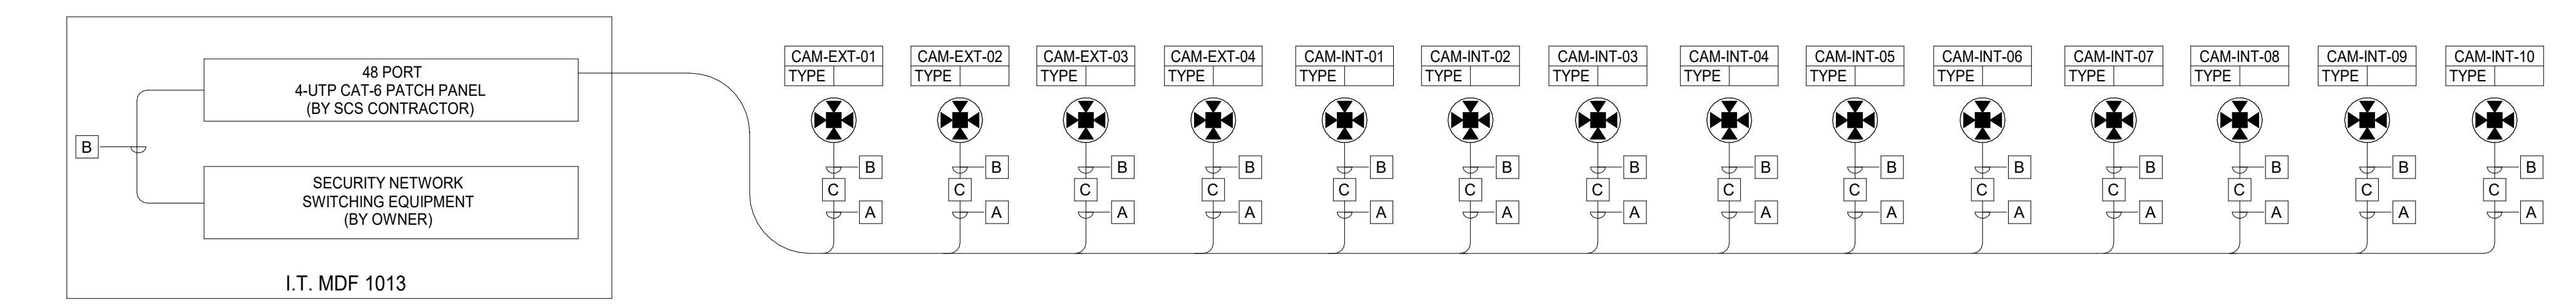 48 PORT
4-UTP CAT-6 PATCH PANEL
(BY SCS CONTRACTOR)
B
SECURITY NETWORK
SWITCHING EQUIPMENT
(BY OWNER)
I.T. MDF 1013
CAM-EXT-01
TYPE
B
C
A
CAM-EXT-02
TYPE
B
C
A
CAM-EXT-03
TYPE
B
C
A
CAM-EXT-04
TYPE
B
C
A
CAM-INT-01
TYPE
B
C
A
CAM-INT-02
TYPE
B
C
A
CAM-INT-03
TYPE
B
C
A
CAM-INT-04
TYPE
B
C
A
CAM-INT-05
TYPE
B
C
A
CAM-INT-06
TYPE
B
C
A
CAM-INT-07
TYPE
B
C
A
CAM-INT-08
TYPE
B
C
A
CAM-INT-09
TYPE
B
C
A
CAM-INT-10
TYPE
B
C
A